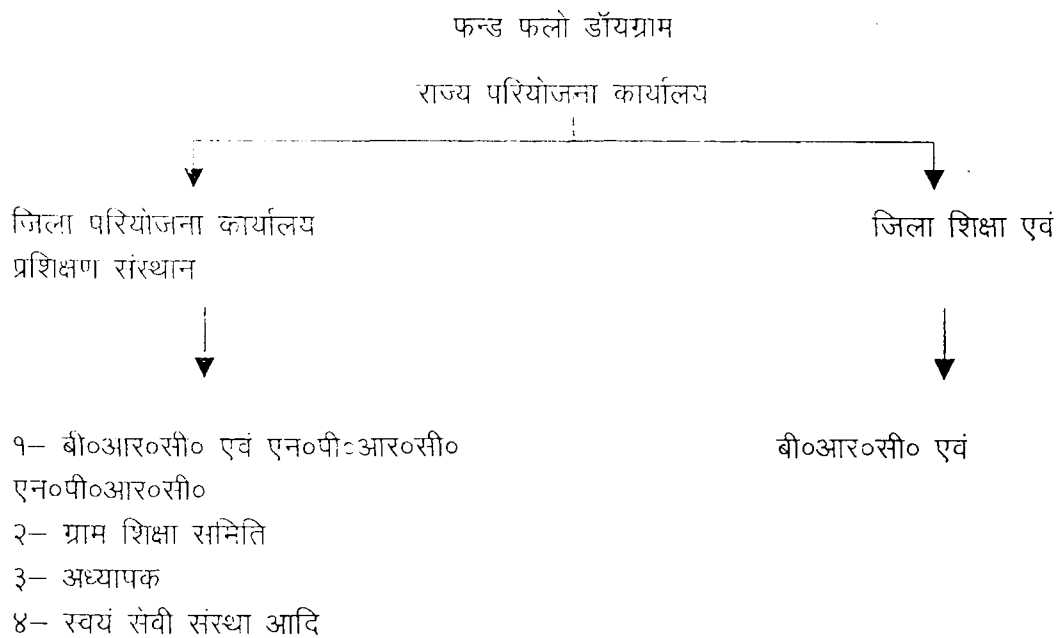 फन्ड फलो डॉयग्राम
राज्य परियोजना कार्यालय
जिला परियोजना कार्यालय जिला शिक्षा एवं
प्रशिक्षण संस्थान
१– बी०आर०सी० एवं एन०पी०आर०सी० बी०आर०सी० एवं
एन०पी०आर०सी०
२– ग्राम शिक्षा समिति
३– अध्यापक
४– स्वयं सेवी संस्था आदि